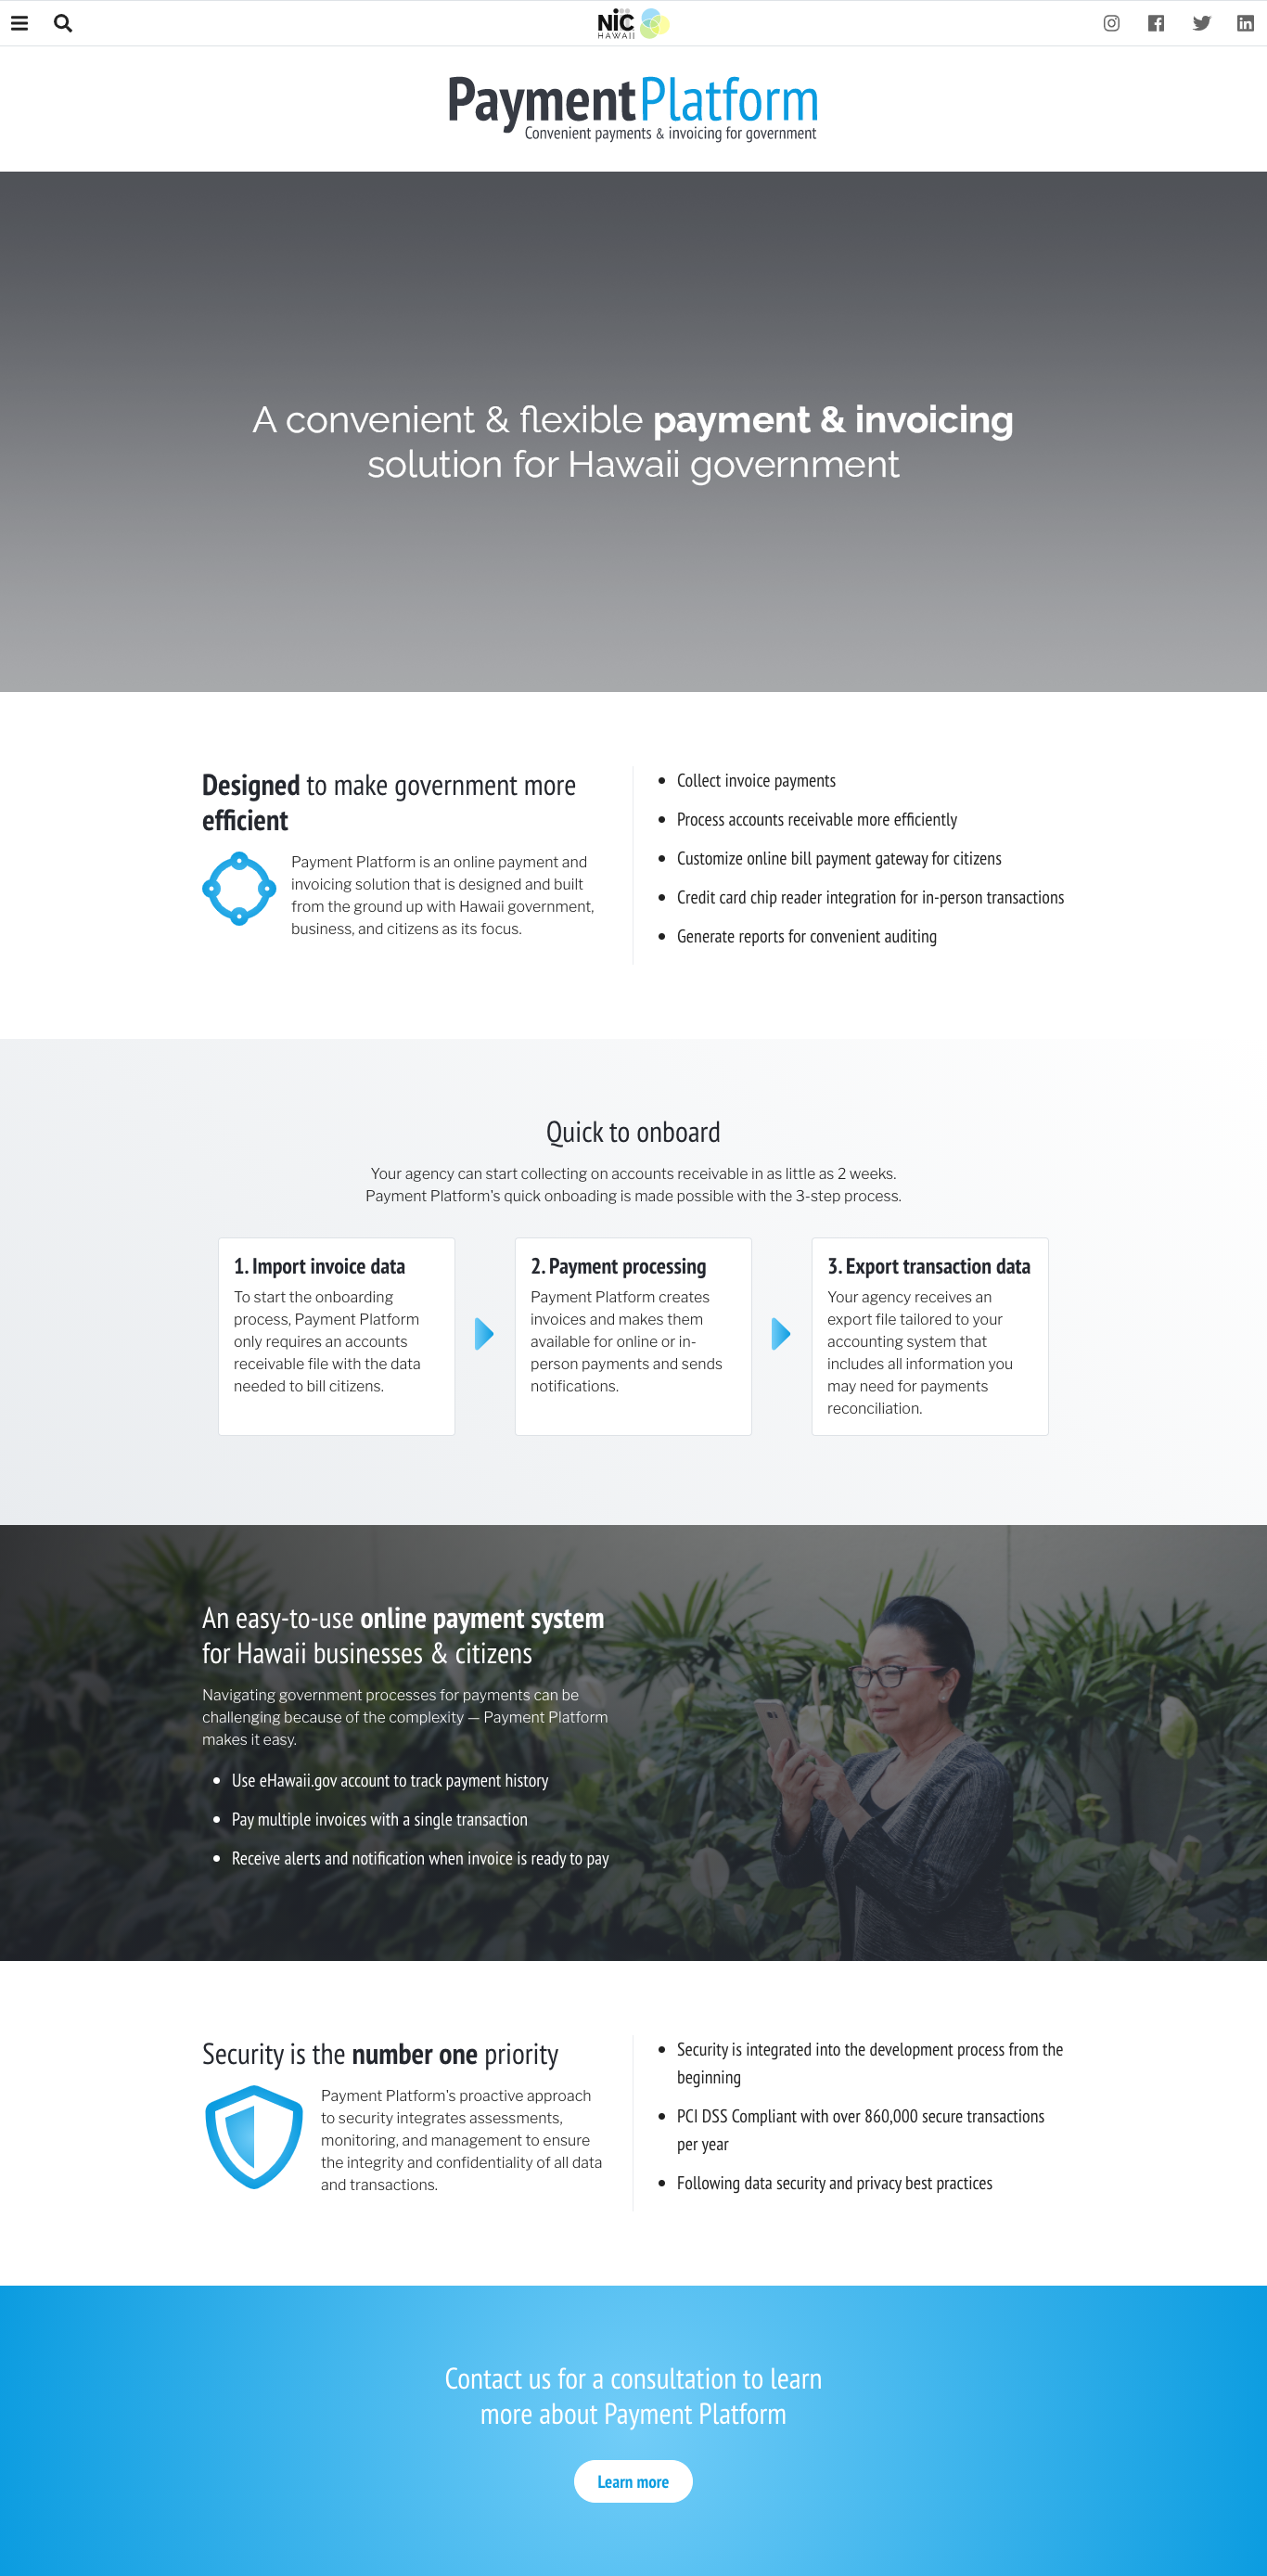 NIC
HAWAII
PaymentPlatform
Convenient payments & invoicing for government
A convenient & flexible payment & invoicing
solution for Hawaii government
Designed to make government more
efficient
Payment Platform is an online payment and
invoicing solution that is designed and built
from the ground up with Hawaii government,
business, and citizens as its focus.
Collect invoice payments
Process accounts receivable more efficiently
Customize online bill payment gateway for citizens
Credit card chip reader integration for in-person transactions
Generate reports for convenient auditing
Quick to onboard
Your agency can start collecting on accounts receivable in as little as 2 weeks.
Payment Platform's quick onboading is made possible with the 3-step process.
1. Import invoice data
To start the onboarding
process, Payment Platform
only requires an accounts
receivable file with the data
needed to bill citizens.
2. Payment processing
Payment Platform creates
invoices and makes them
available for online or in-
person payments and sends
notifications.
3. Export transaction data
Your agency receives an
export file tailored to your
accounting system that
includes all information you
may need for payments
reconciliation.
An easy-to-use online payment system
for Hawaii businesses & citizens
Navigating government processes for payments can be
challenging because of the complexity — Payment Platform
makes it easy.
Use eHawaii.gov account to track payment history
Pay multiple invoices with a single transaction
Receive alerts and notification when invoice is ready to pay
Security is the number one priority
Payment Platform's proactive approach
to security integrates assessments,
monitoring, and management to ensure
the integrity and confidentiality of all data
and transactions.
Security is integrated into the development process from the
beginning
PCI DSS Compliant with over 860,000 secure transactions
per year
Following data security and privacy best practices
Contact us for a consultation to learn
more about Payment Platform
Learn more